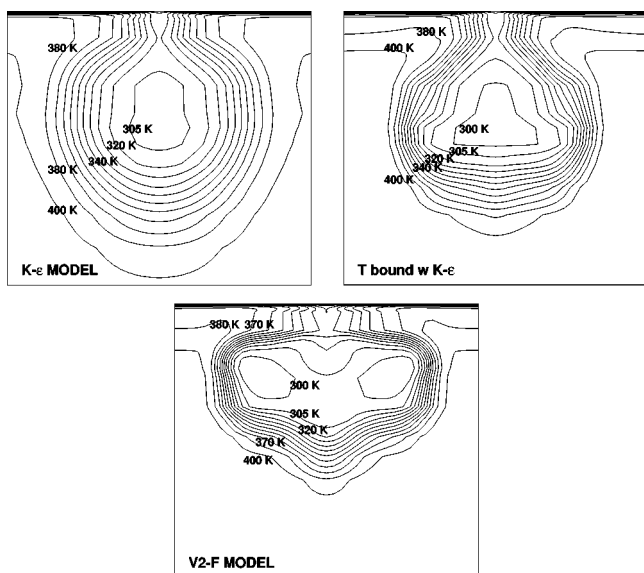 380 K
305 K
320 K
340 K
380 K
400 K
K-ε MODEL
380 K
400 K
300 K
305 K
320 K
340 K
400 K
T bound w K-ε
380 K 370 K
300 K
305 K
320 K
370 K
400 K
V2-F MODEL